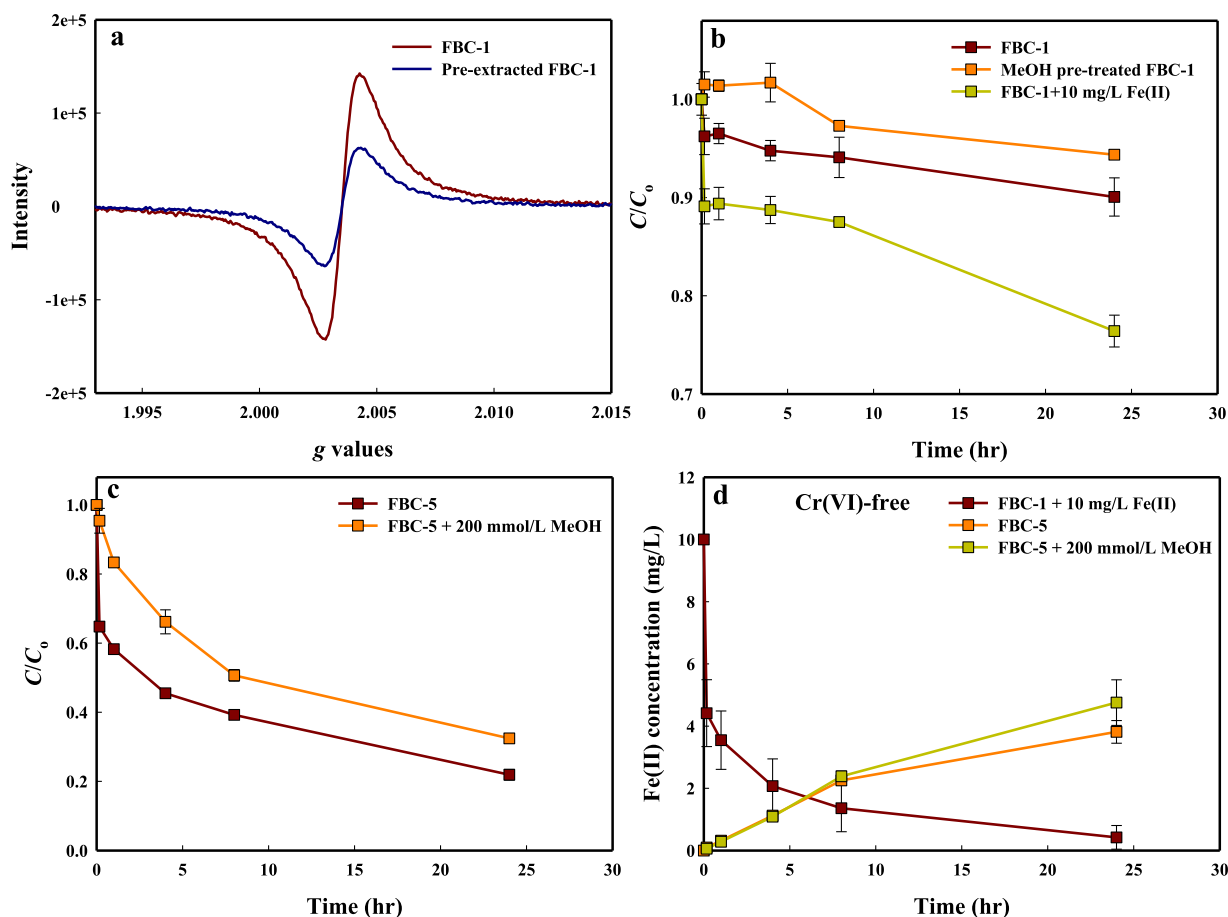 a
FBC-1
Pre-extracted FBC-1
2e+5
1e+5
0
-1e+5
-2e+5
Intensity
1.995
2.000
2.005
2.010
2.015
g values
b
FBC-1
MeOH pre-treated FBC-1
FBC-1+10 mg/L Fe(II)
1.0
0.9
0.8
0.7
C/Co
0
5
10
15
20
25
30
Time (hr)
c
FBC-5
FBC-5 + 200 mmol/L MeOH
1.0
0.8
0.6
0.4
0.2
0.0
C/Co
0
5
10
15
20
25
30
Time (hr)
d
Cr(VI)-free
FBC-1 + 10 mg/L Fe(II)
FBC-5
FBC-5 + 200 mmol/L MeOH
12
10
8
6
4
2
0
Fe(II) concentration (mg/L)
0
5
10
15
20
25
30
Time (hr)